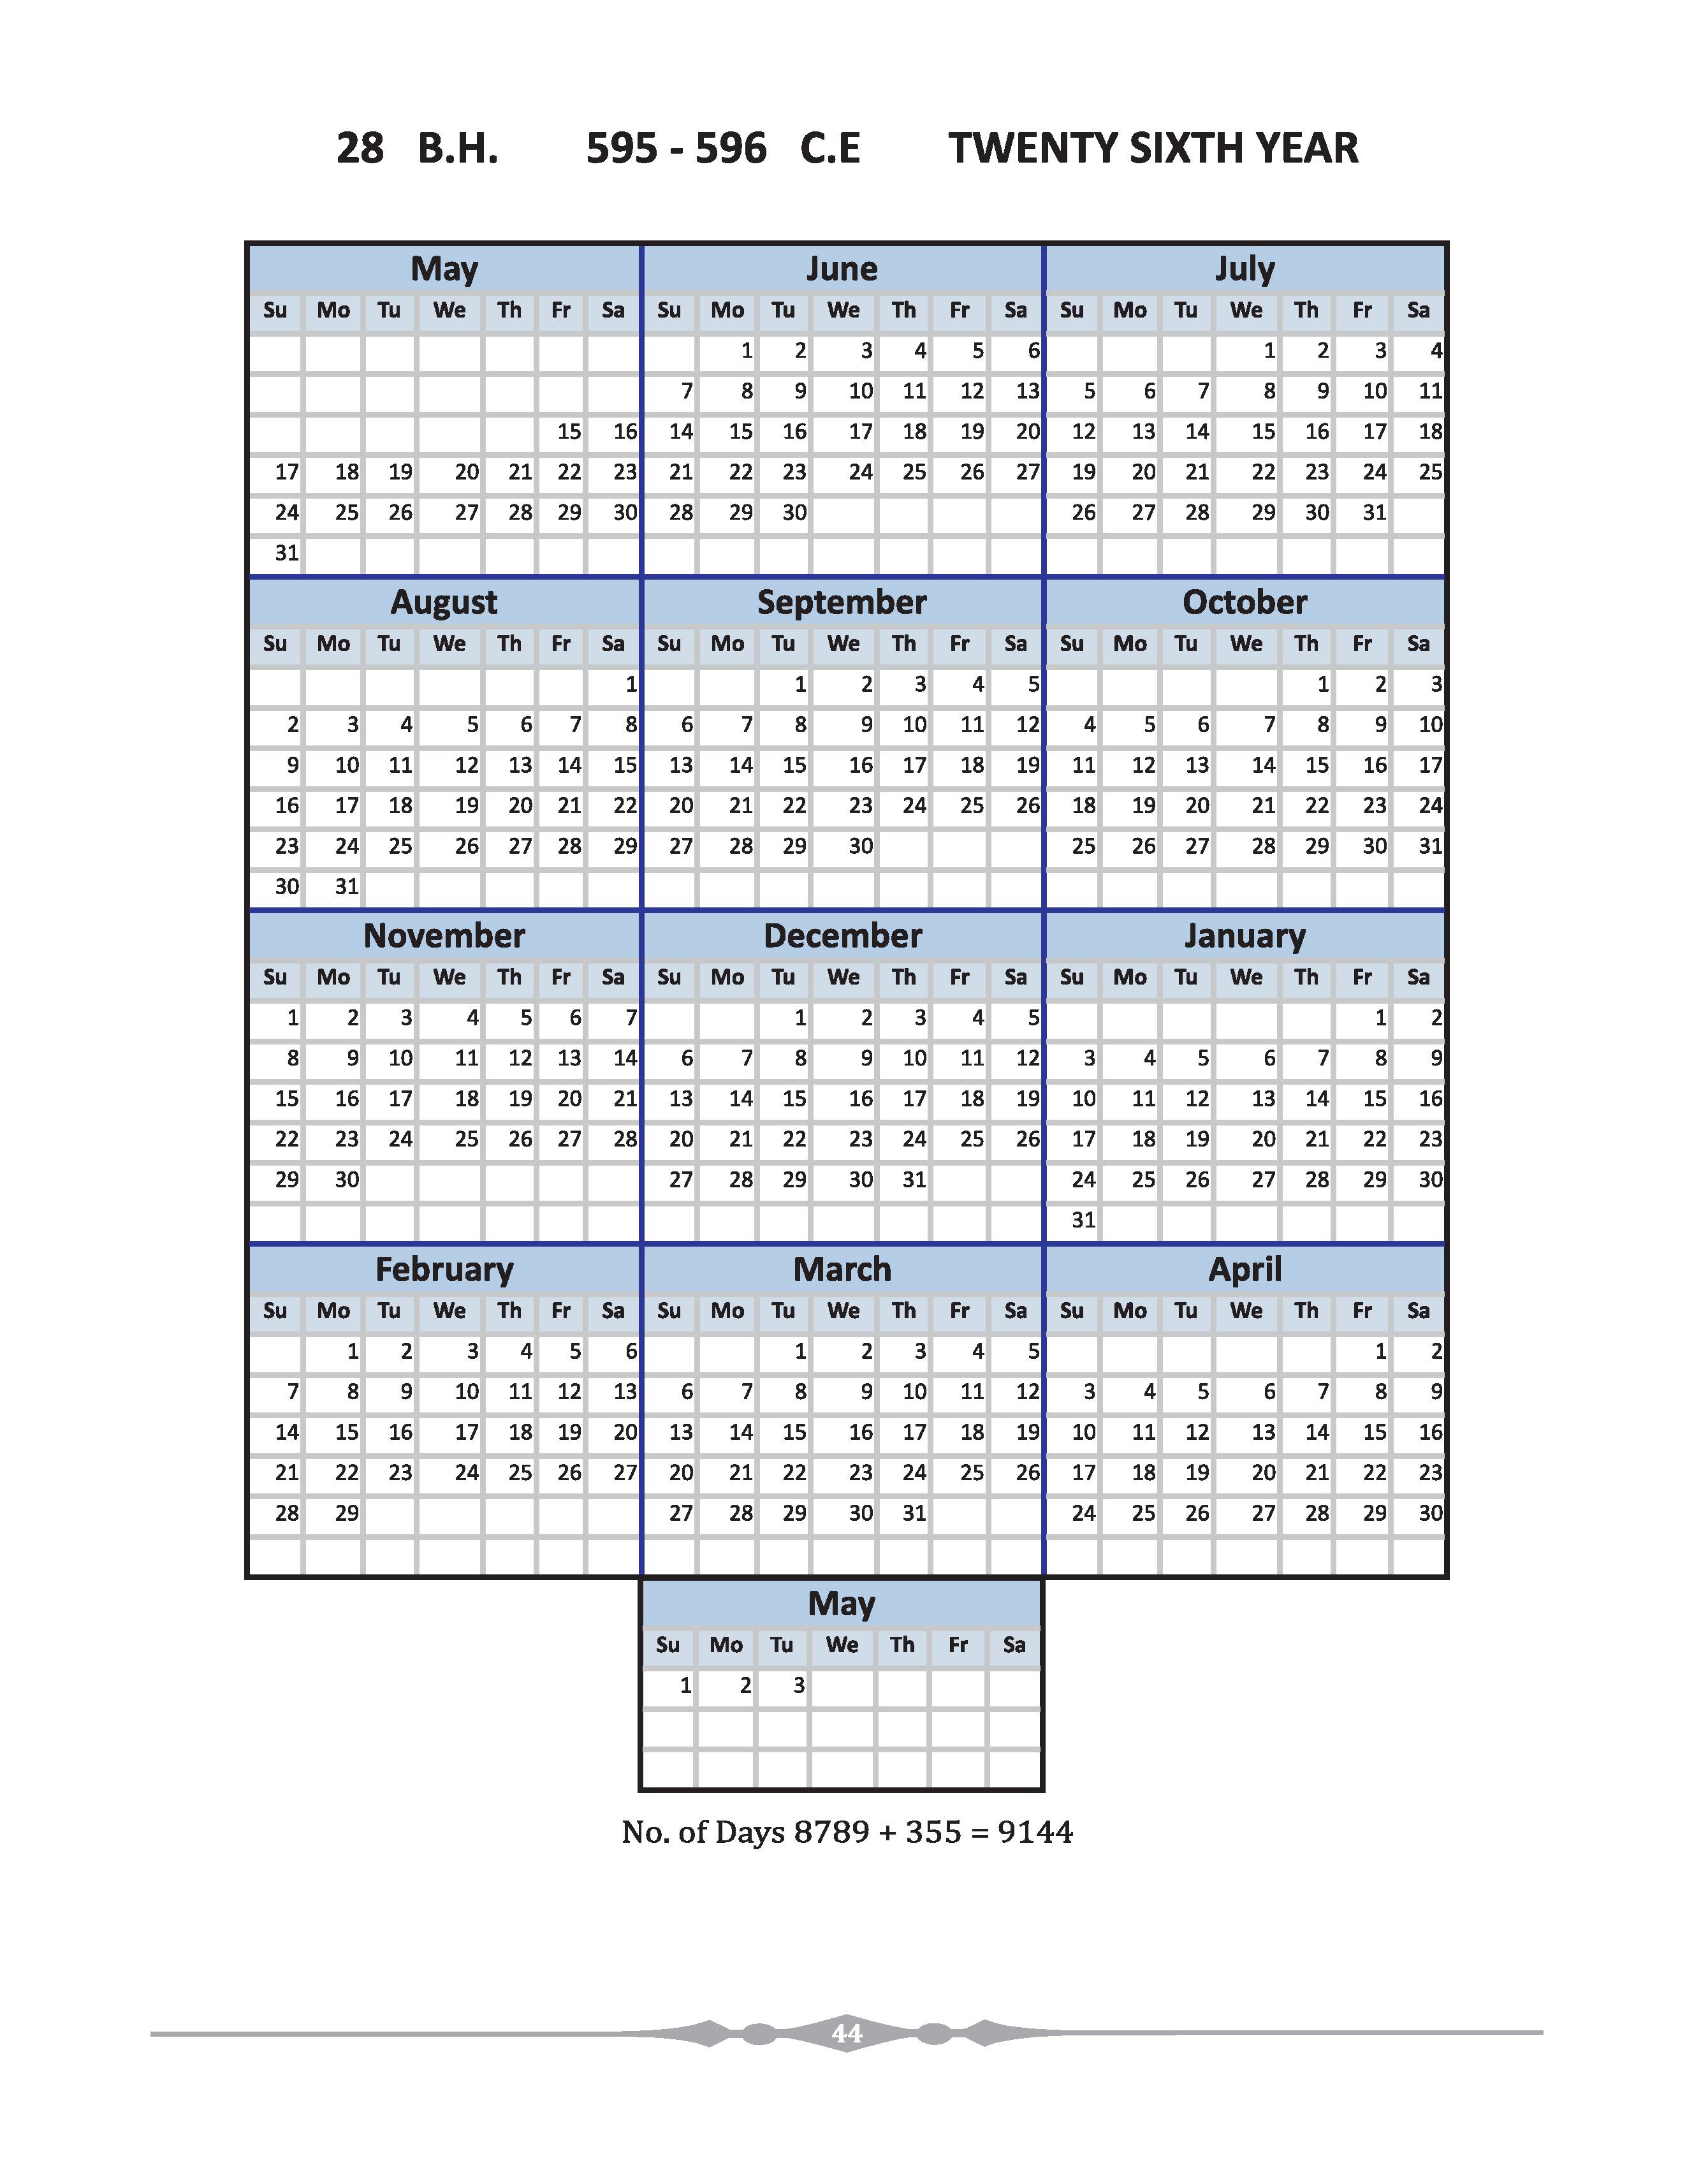 28 B.H. 595 - 596 C.E TWENTY SIXTH YEAR
May June July
Su Mo Tu We Th Fr Sa Su Mo Tu We Th Fr Sa Su Mo Tu We Th Fr Sa
1 2 3 4 5 6 1 2 3 4
7 8 9 10 11 12 13 5 6 7 8 9 10 11
15 16 14 15 16 17 18 19 20 12 13 14 15 16 17 18
17 18 19 20 21 22 23 21 22 23 24 25 26 27 19 20 21 22 23 24 25
24 25 26 27 28 29 30 28 29 30 26 27 28 29 30 31
31
August September October
Su Mo Tu We Th Fr Sa Su Mo Tu We Th Fr Sa Su Mo Tu We Th Fr Sa
1 1 2 3 4 5 1 2 3
2 3 4 5 6 7 8 6 7 8 9 10 11 12 4 5 6 7 8 9 10
9 10 11 12 13 14 15 13 14 15 16 17 18 19 11 12 13 14 15 16 17
16 17 18 19 20 21 22 20 21 22 23 24 25 26 18 19 20 21 22 23 24
23 24 25 26 27 28 29 27 28 29 30 25 26 27 28 29 30 31
30 31
November December January
Su Mo Tu We Th Fr Sa Su Mo Tu We Th Fr Sa Su Mo Tu We Th Fr Sa
1 2 3 4 5 6 7 1 2 3 4 5 1 2
8 9 10 11 12 13 14 6 7 8 9 10 11 12 3 4 5 6 7 8 9
15 16 17 18 19 20 21 13 14 15 16 17 18 19 10 11 12 13 14 15 16
22 23 24 25 26 27 28 20 21 22 23 24 25 26 17 18 19 20 21 22 23
29 30 27 28 29 30 31 24 25 26 27 28 29 30
31
February March April
Su Mo Tu We Th Fr Sa Su Mo Tu We Th Fr Sa Su Mo Tu We Th Fr Sa
1 2 3 4 5 6 1 2 3 4 5 1 2
7 8 9 10 11 12 13 6 7 8 9 10 11 12 3 4 5 6 7 8 9
14 15 16 17 18 19 20 13 14 15 16 17 18 19 10 11 12 13 14 15 16
21 22 23 24 25 26 27 20 21 22 23 24 25 26 17 18 19 20 21 22 23
28 29 27 28 29 30 31 24 25 26 27 28 29 30
May
Su Mo Tu We Th Fr Sa
1 2 3
No. of Days 8789 + 355 = 9144
44